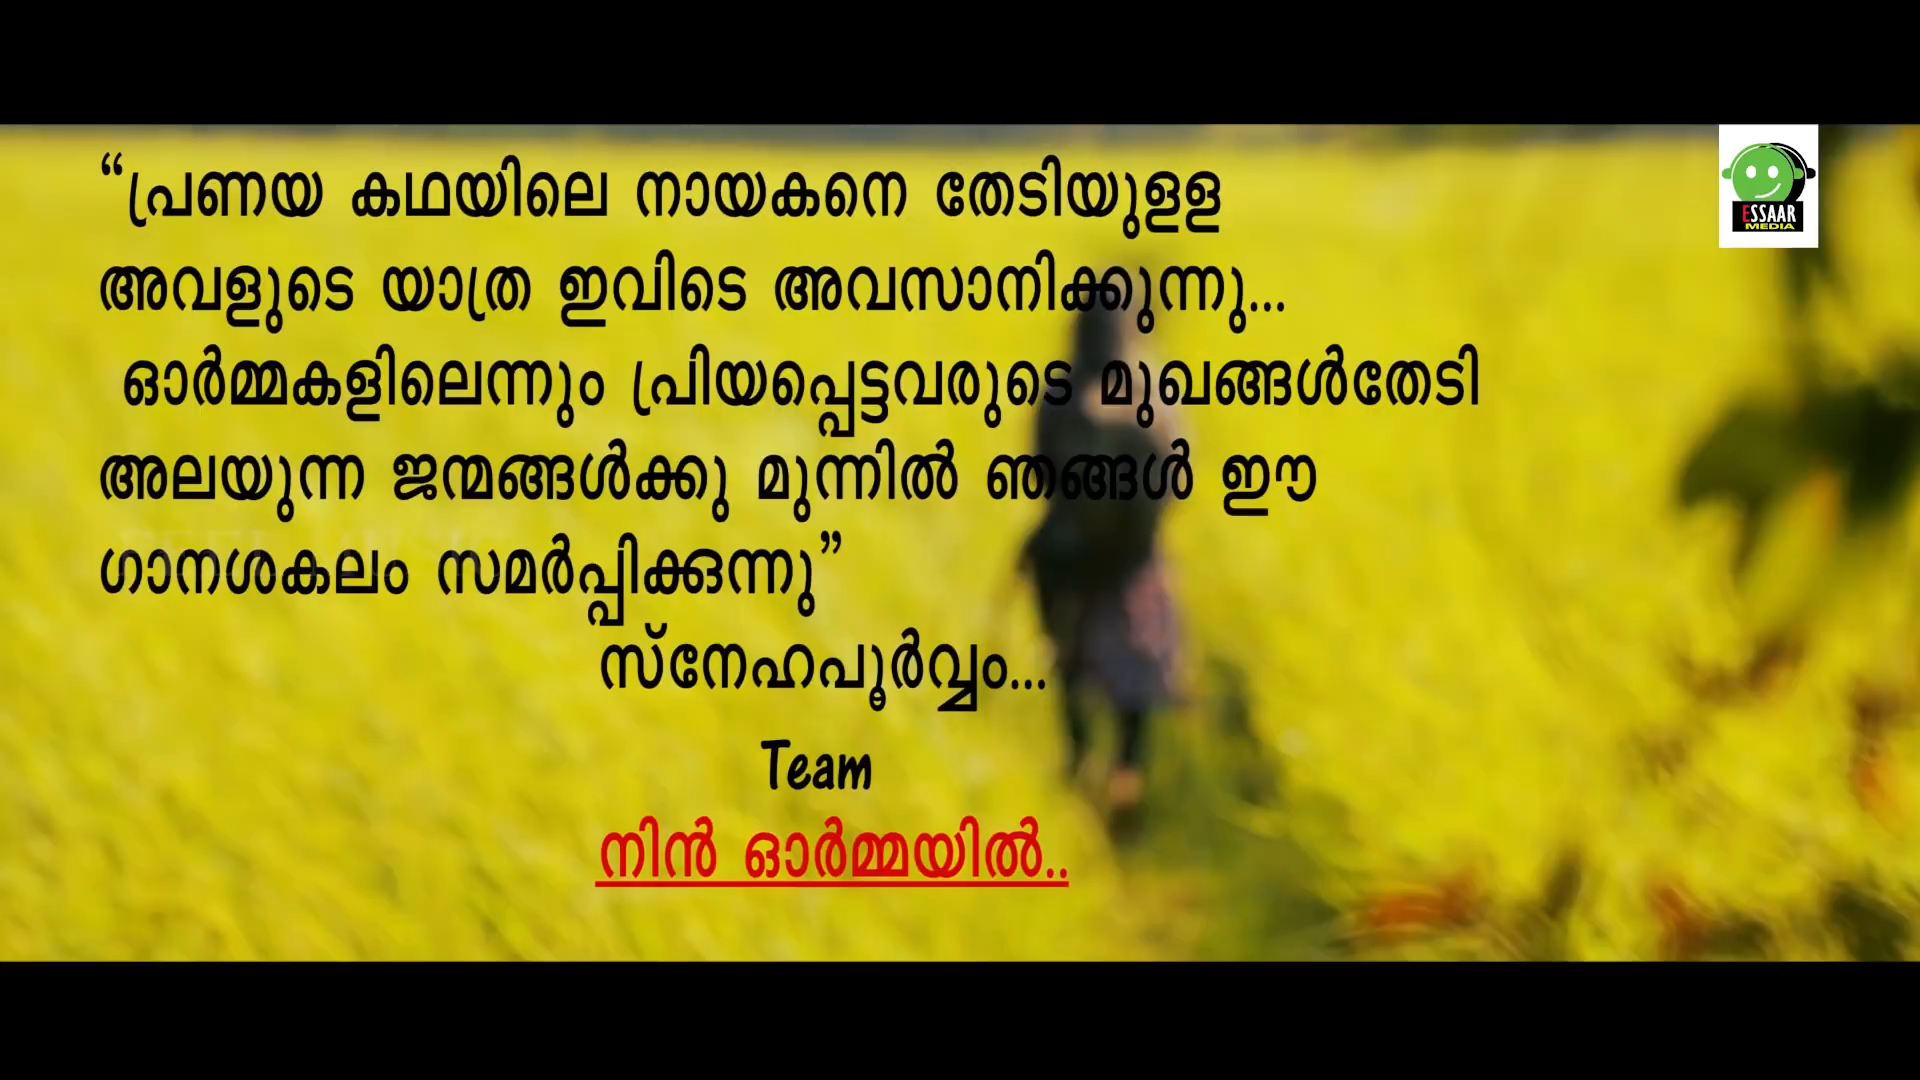 “പ്രണയ കഥയിലെ നായകനെ തേടിയുളള
അവളുടെ യാത്ര ഇവിടെ അവസാനിക്കുന്നു...
ഓർമ്മകളിലെന്നും പ്രിയപ്പെട്ടവരുടെ മുഖങ്ങൾതേടി
അലയുന്ന ജന്മങ്ങൾക്കു മുന്നിൽ ഞങ്ങൾ ഈ
ഗാനശകലം സമർപ്പിക്കുന്നു”
സ്നേഹപൂർവ്വം...
Team
നിൻ ഓർമ്മയിൽ..
ESSAAR
MEDIA